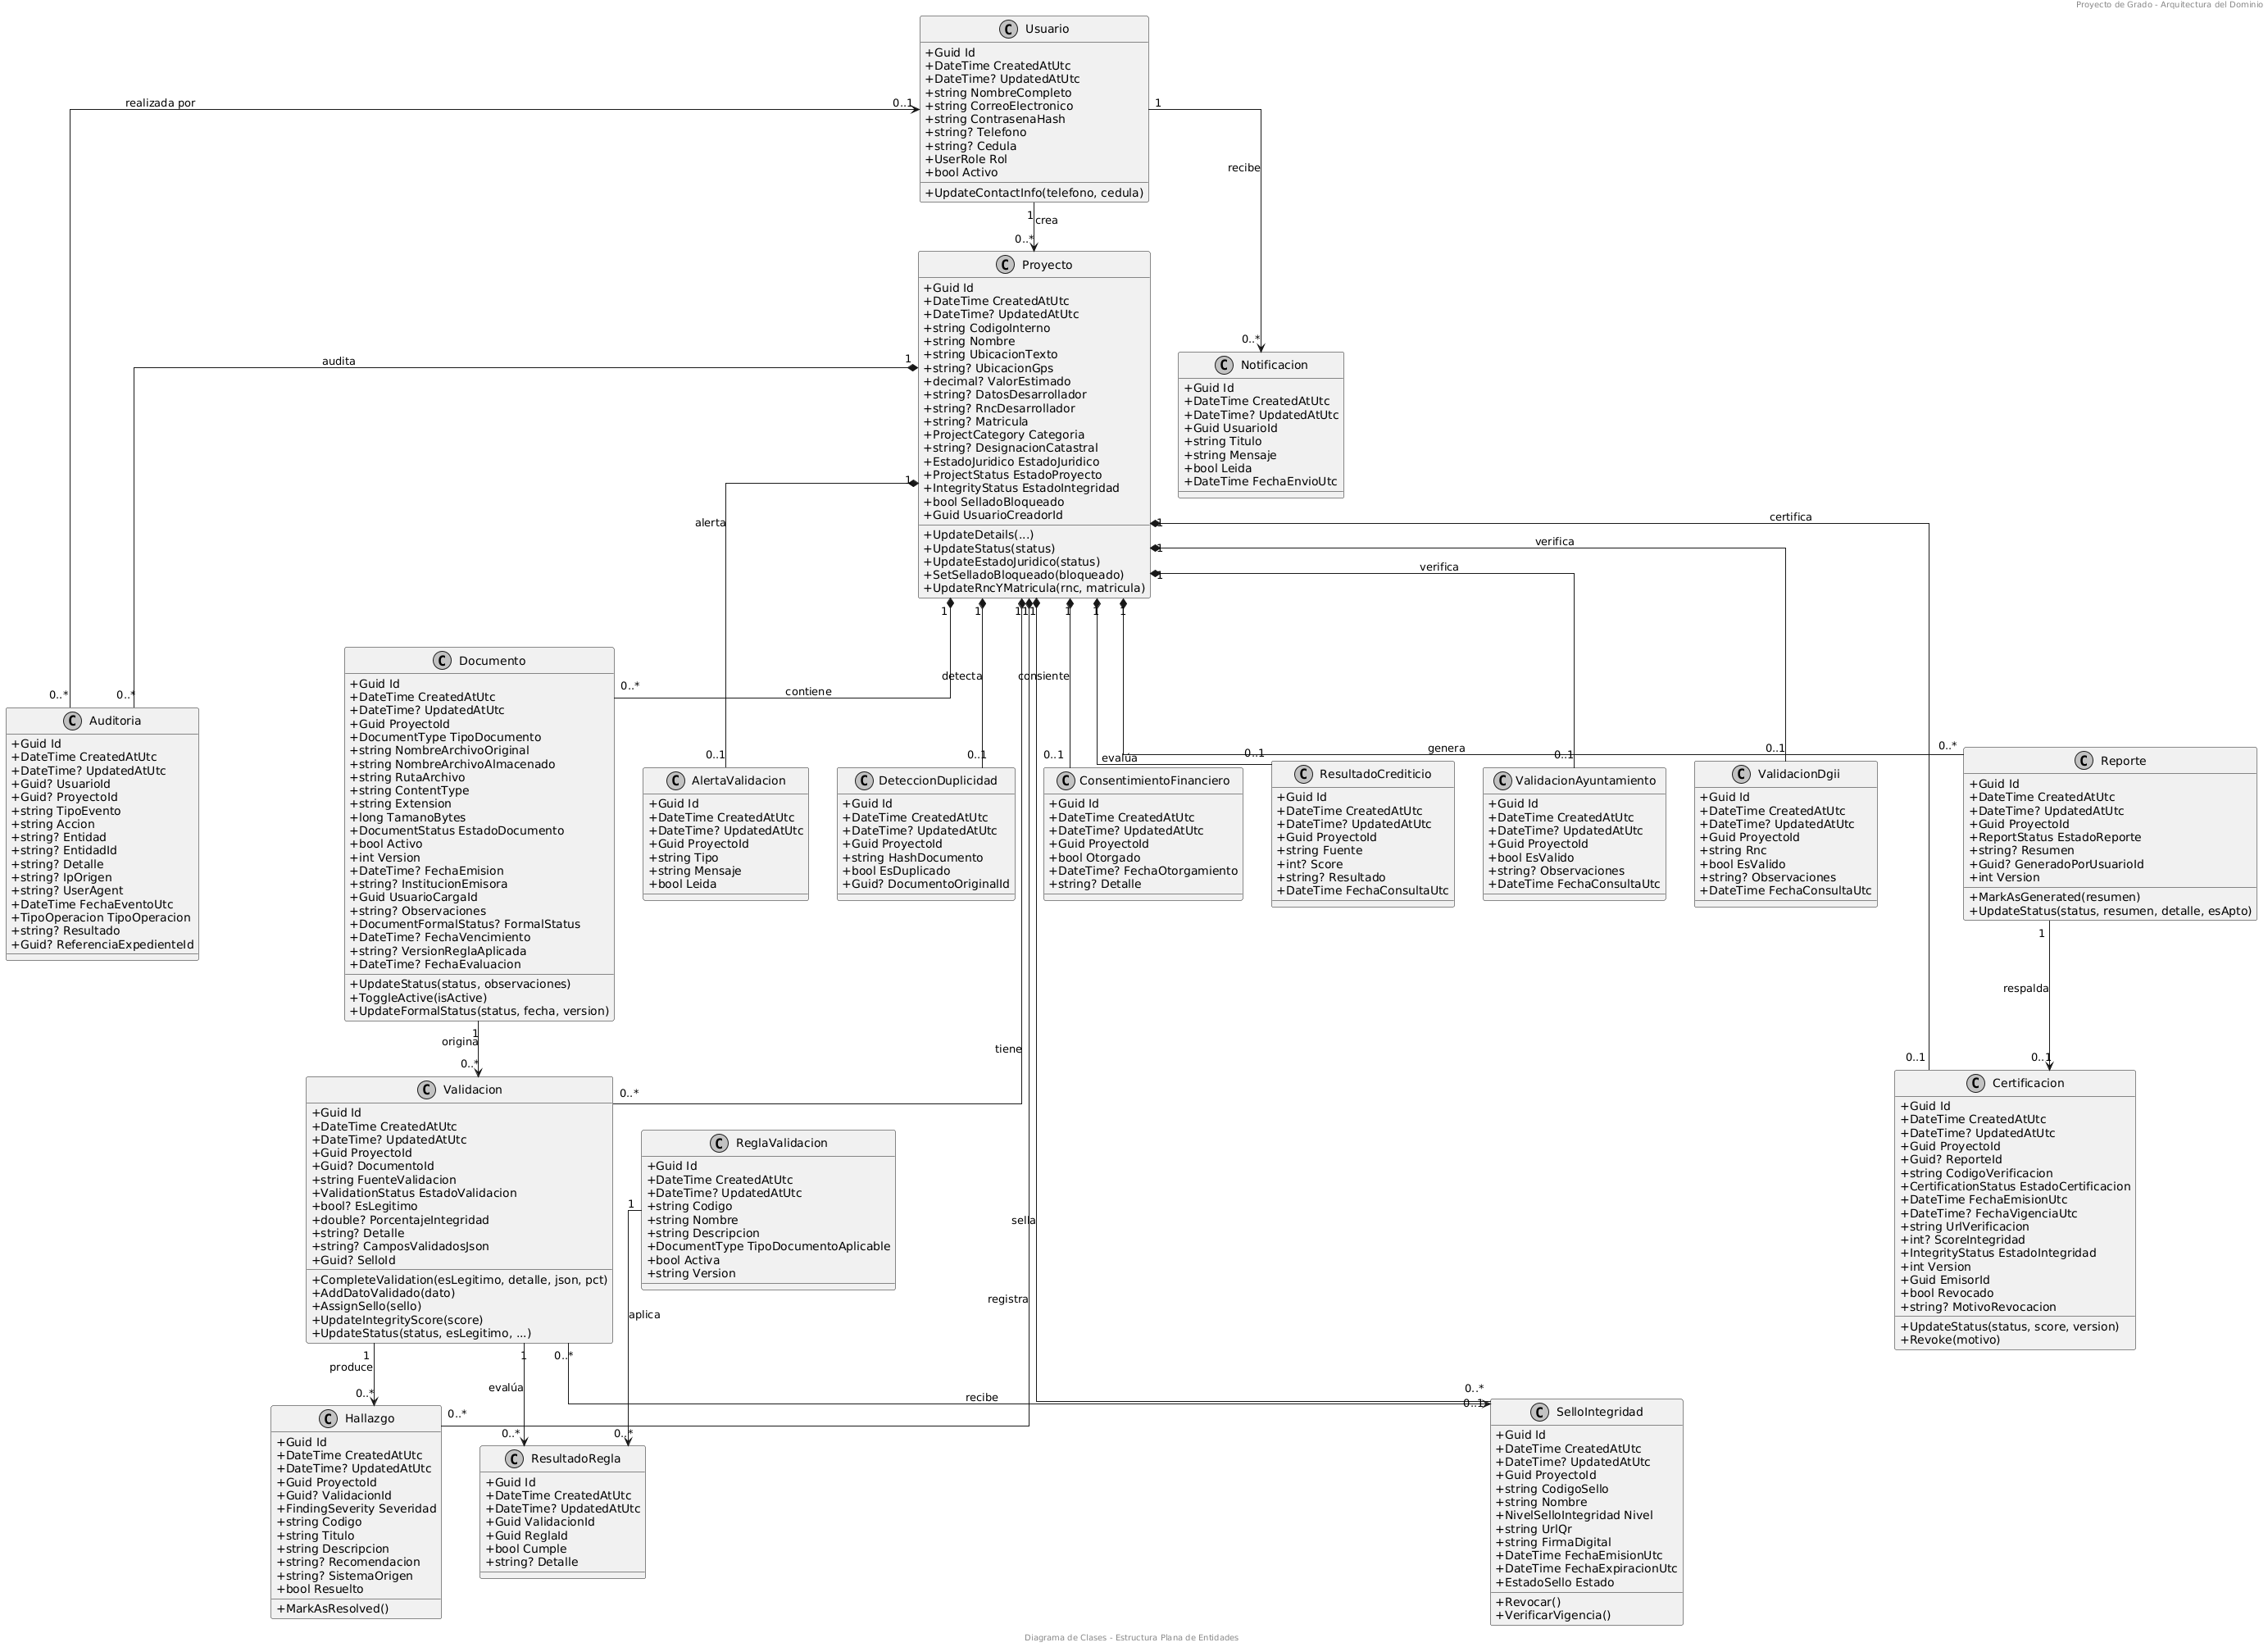 Proyecto de Grado - Arquitectura del Dominio
Usuario
+Guid Id
+DateTime CreatedAtUtc
+DateTime? UpdatedAtUtc
+string NombreCompleto
+string CorreoElectronico
+string ContrasenaHash
+string? Telefono
+string? Cedula
+UserRole Rol
+bool Activo
+UpdateContactInfo(telefono, cedula)
realizada por
0..1
1
recibe
1
crea
0..*
Proyecto
+Guid Id
+DateTime CreatedAtUtc
+DateTime? UpdatedAtUtc
+string CodigoInterno
+string Nombre
+string UbicacionTexto
+string? UbicacionGps
+decimal? ValorEstimado
+string? DatosDesarrollador
+string? RncDesarrollador
+string? Matricula
+ProjectCategory Categoria
+string? DesignacionCatastral
+EstadoJuridico EstadoJuridico
+ProjectStatus EstadoProyecto
+IntegrityStatus EstadoIntegridad
+bool SelladoBloqueado
+Guid UsuarioCreadorId
+UpdateDetails(...)
+UpdateStatus(status)
+UpdateEstadoJuridico(status)
+SetSelladoBloqueado(bloqueado)
+UpdateRncYMatricula(rnc, matricula)
0..*
Notificacion
+Guid Id
+DateTime CreatedAtUtc
+DateTime? UpdatedAtUtc
+Guid UsuarioId
+string Titulo
+string Mensaje
+bool Leida
+DateTime FechaEnvioUtc
audita
1
alerta
1
certifica
1
verifica
1
verifica
1
1
1
1
1
1
1
1
1
detecta
consiente
contiene
0..*
evalúa
genera
tiene
sella
registra
Documento
+Guid Id
+DateTime CreatedAtUtc
+DateTime? UpdatedAtUtc
+Guid ProyectoId
+DocumentType TipoDocumento
+string NombreArchivoOriginal
+string NombreArchivoAlmacenado
+string RutaArchivo
+string ContentType
+string Extension
+long TamanoBytes
+DocumentStatus EstadoDocumento
+bool Activo
+int Version
+DateTime? FechaEmision
+string? InstitucionEmisora
+Guid UsuarioCargaId
+string? Observaciones
+DocumentFormalStatus? FormalStatus
+DateTime? FechaVencimiento
+string? VersionReglaAplicada
+DateTime? FechaEvaluacion
+UpdateStatus(status, observaciones)
+ToggleActive(isActive)
+UpdateFormalStatus(status, fecha, version)
0..*
0..*
Auditoria
+Guid Id
+DateTime CreatedAtUtc
+DateTime? UpdatedAtUtc
+Guid? UsuarioId
+Guid? ProyectoId
+string TipoEvento
+string Accion
+string? Entidad
+string? EntidadId
+string? Detalle
+string? IpOrigen
+string? UserAgent
+DateTime FechaEventoUtc
+TipoOperacion TipoOperacion
+string? Resultado
+Guid? ReferenciaExpedienteId
0..1
AlertaValidacion
+Guid Id
+DateTime CreatedAtUtc
+DateTime? UpdatedAtUtc
+Guid ProyectoId
+string Tipo
+string Mensaje
+bool Leida
0..1
DeteccionDuplicidad
+Guid Id
+DateTime CreatedAtUtc
+DateTime? UpdatedAtUtc
+Guid ProyectoId
+string HashDocumento
+bool EsDuplicado
+Guid? DocumentoOriginalId
0..1
ConsentimientoFinanciero
+Guid Id
+DateTime CreatedAtUtc
+DateTime? UpdatedAtUtc
+Guid ProyectoId
+bool Otorgado
+DateTime? FechaOtorgamiento
+string? Detalle
0..1
ResultadoCrediticio
+Guid Id
+DateTime CreatedAtUtc
+DateTime? UpdatedAtUtc
+Guid ProyectoId
+string Fuente
+int? Score
+string? Resultado
+DateTime FechaConsultaUtc
0..1
ValidacionAyuntamiento
+Guid Id
+DateTime CreatedAtUtc
+DateTime? UpdatedAtUtc
+Guid ProyectoId
+bool EsValido
+string? Observaciones
+DateTime FechaConsultaUtc
0..1
ValidacionDgii
+Guid Id
+DateTime CreatedAtUtc
+DateTime? UpdatedAtUtc
+Guid ProyectoId
+string Rnc
+bool EsValido
+string? Observaciones
+DateTime FechaConsultaUtc
0..*
Reporte
+Guid Id
+DateTime CreatedAtUtc
+DateTime? UpdatedAtUtc
+Guid ProyectoId
+ReportStatus EstadoReporte
+string? Resumen
+Guid? GeneradoPorUsuarioId
+int Version
+MarkAsGenerated(resumen)
+UpdateStatus(status, resumen, detalle, esApto)
1
respalda
0..1
0..1
Certificacion
+Guid Id
+DateTime CreatedAtUtc
+DateTime? UpdatedAtUtc
+Guid ProyectoId
+Guid? ReporteId
+string CodigoVerificacion
+CertificationStatus EstadoCertificacion
+DateTime FechaEmisionUtc
+DateTime? FechaVigenciaUtc
+string UrlVerificacion
+int? ScoreIntegridad
+IntegrityStatus EstadoIntegridad
+int Version
+Guid EmisorId
+bool Revocado
+string? MotivoRevocacion
+UpdateStatus(status, score, version)
+Revoke(motivo)
1
origina
0..*
Validacion
+Guid Id
+DateTime CreatedAtUtc
+DateTime? UpdatedAtUtc
+Guid ProyectoId
+Guid? DocumentoId
+string FuenteValidacion
+ValidationStatus EstadoValidacion
+bool? EsLegitimo
+double? PorcentajeIntegridad
+string? Detalle
+string? CamposValidadosJson
+Guid? SelloId
+CompleteValidation(esLegitimo, detalle, json, pct)
+AddDatoValidado(dato)
+AssignSello(sello)
+UpdateIntegrityScore(score)
+UpdateStatus(status, esLegitimo, ...)
0..*
ReglaValidacion
+Guid Id
+DateTime CreatedAtUtc
+DateTime? UpdatedAtUtc
+string Codigo
+string Nombre
+string Descripcion
+DocumentType TipoDocumentoAplicable
+bool Activa
+string Version
1
aplica
1
produce
0..*
1
evalúa
0..*
0..*
0..*
recibe
0..*
0..1
Hallazgo
+Guid Id
+DateTime CreatedAtUtc
+DateTime? UpdatedAtUtc
+Guid ProyectoId
+Guid? ValidacionId
+FindingSeverity Severidad
+string Codigo
+string Titulo
+string Descripcion
+string? Recomendacion
+string? SistemaOrigen
+bool Resuelto
+MarkAsResolved()
0..*
ResultadoRegla
+Guid Id
+DateTime CreatedAtUtc
+DateTime? UpdatedAtUtc
+Guid ValidacionId
+Guid ReglaId
+bool Cumple
+string? Detalle
SelloIntegridad
+Guid Id
+DateTime CreatedAtUtc
+DateTime? UpdatedAtUtc
+Guid ProyectoId
+string CodigoSello
+string Nombre
+NivelSelloIntegridad Nivel
+string UrlQr
+string FirmaDigital
+DateTime FechaEmisionUtc
+DateTime FechaExpiracionUtc
+EstadoSello Estado
+Revocar()
+VerificarVigencia()
Diagrama de Clases - Estructura Plana de Entidades